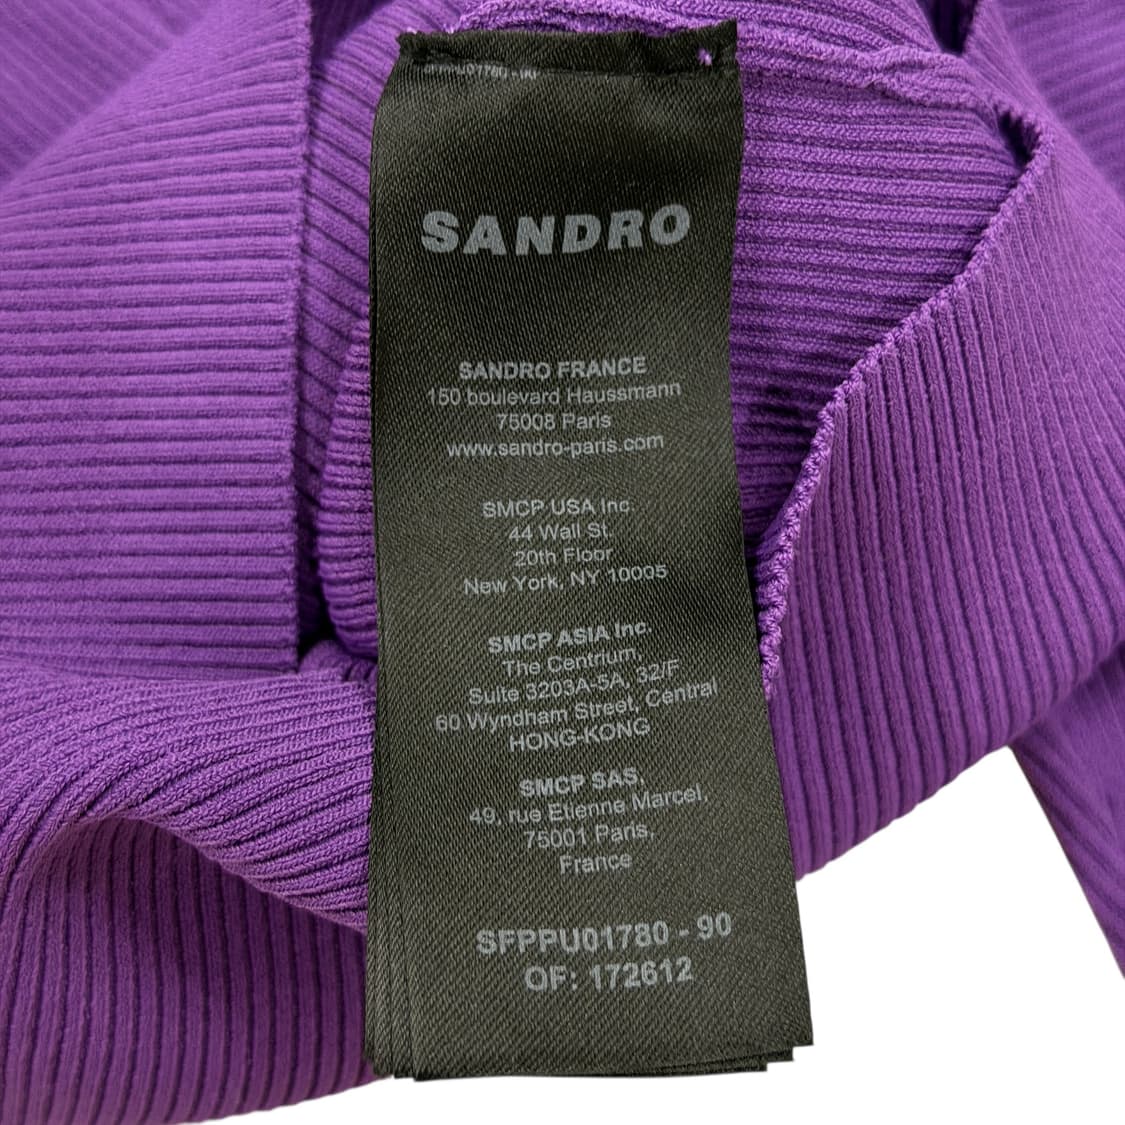 SANDRO
SANDRO FRANCE
150 boulevard Haussmann
75008 Paris
www.sandro-paris.com
SMCP USA Inc.
44 Wall St.
20th Floor
New York, NY 10005
SMCP ASIA Inc.
The Centrium,
Suite 3203A-5A, 32/F
60 Wyndham Street, Central
HONG-KONG
SMCP SAS,
49, rue Etienne Marcel,
75001 Paris,
France
SFPPU01780 - 90
OF: 172612